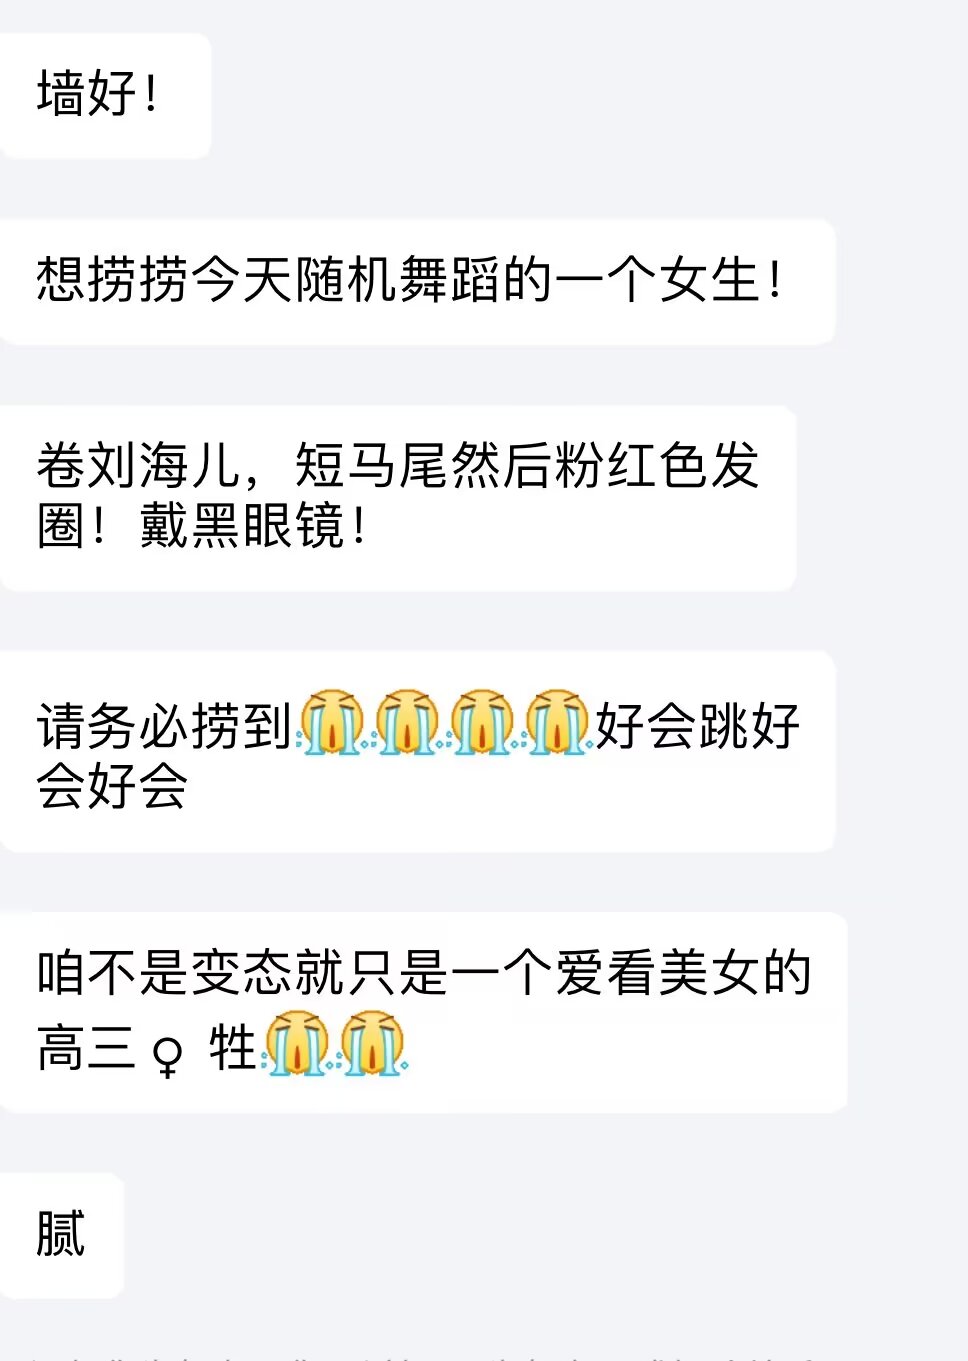 墙好！
想捞捞今天随机舞蹈的一个女生！
卷刘海儿，短马尾然后粉红色发
圈！戴黑眼镜！
请务必捞到😭😭😭😭好会跳好
会好会
咱不是变态就只是一个爱看美女的
高三♀ 牲😭😭
腻